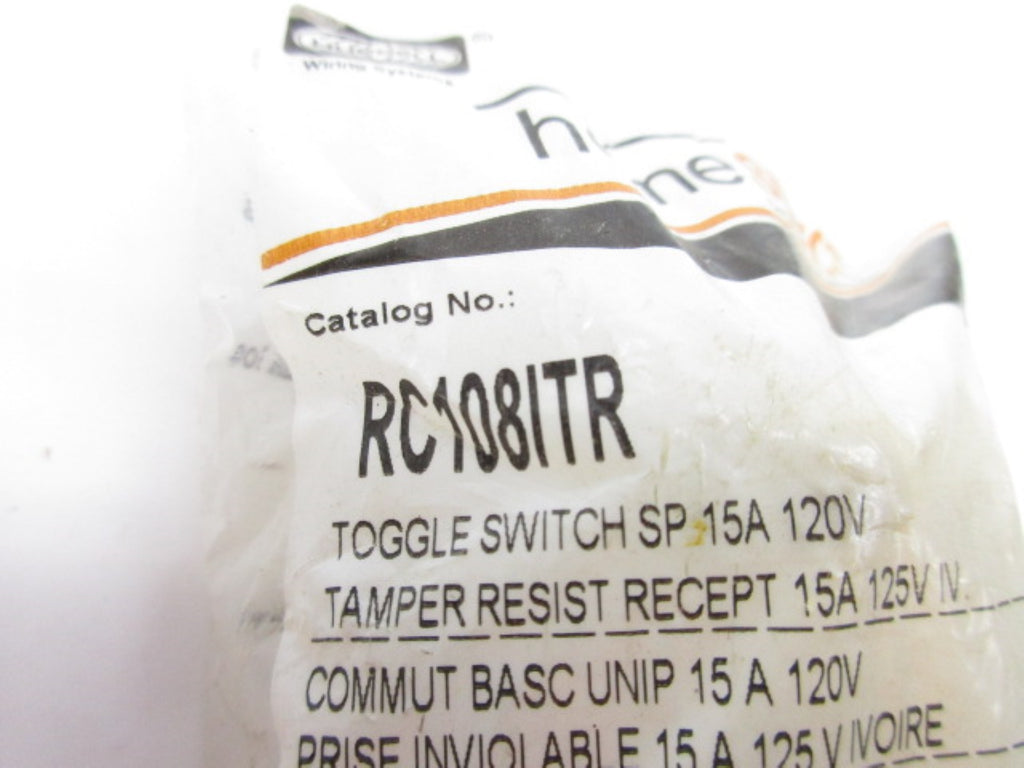 HUBBELL
Wiring Systems
Catalog No.:
RC108ITR
TOGGLE SWITCH SP 15A 120V
TAMPER RESIST RECEPT 15A 125V IV.
COMMUT BASC UNIP 15 A 120V
PRISE INVIOLABLE 15 A 125 V IVOIRE